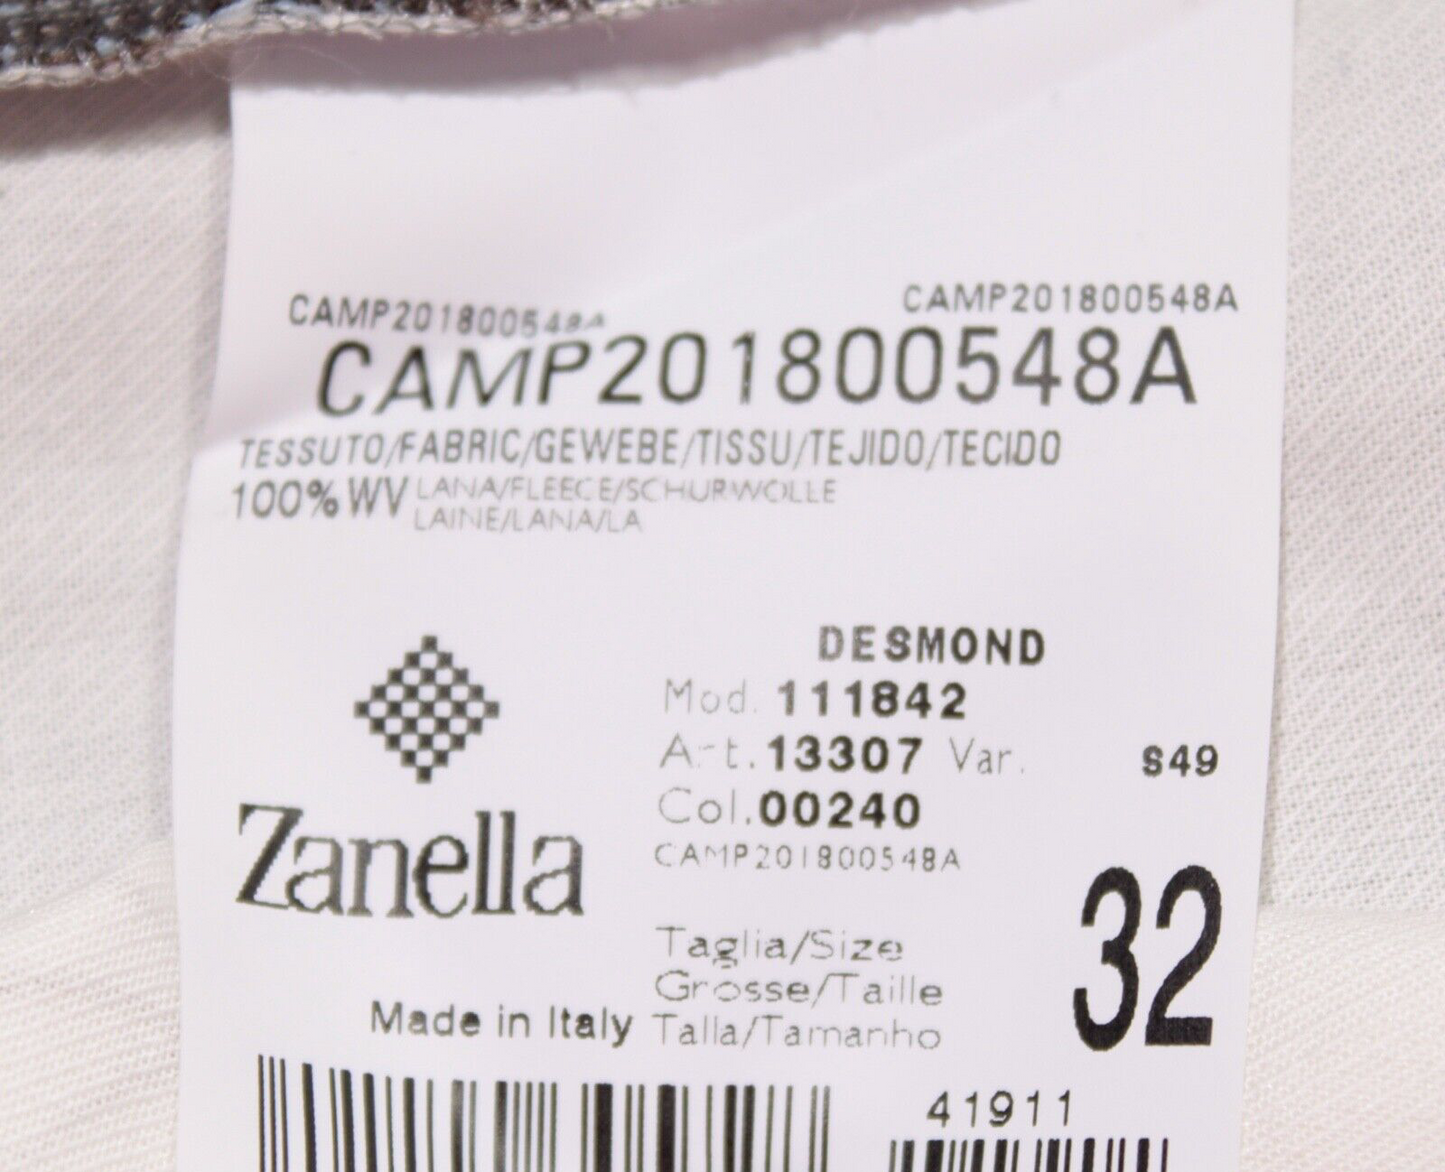 CAMP201800548A CAMP201800548A
CAMP201800548A
TESSUTO/FABRIC/GEWEBE/TISSU/TEJIDO/TECIDO
100% WV LANA/FLEECE/SCHURWOLLE
LAINE/LANA/LA
DESMOND
Mod. 111842
Art. 13307 Var. S49
Col. 00240
CAMP201800548A
Zanella
32
Taglia/Size
Grösse/Taille
Made in Italy Talla/Tamanho
41911